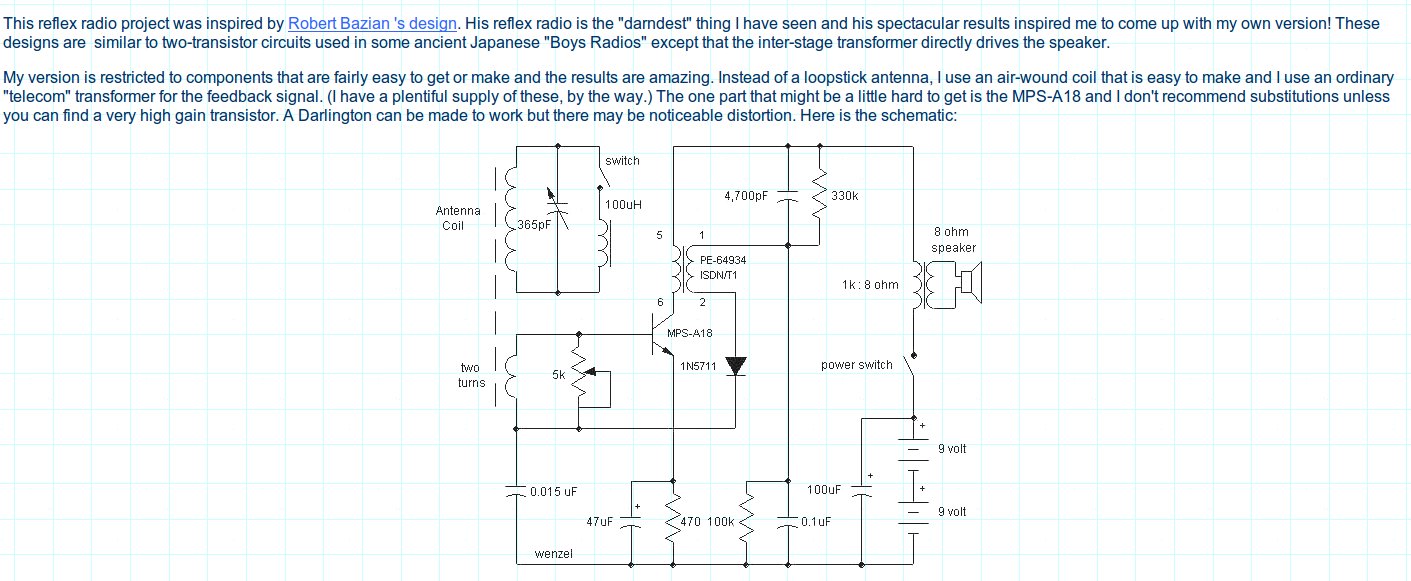 This reflex radio project was inspired by Robert Bazian 's design. His reflex radio is the "darndest" thing I have seen and his spectacular results inspired me to come up with my own version! These
designs are  similar to two-transistor circuits used in some ancient Japanese "Boys Radios" except that the inter-stage transformer directly drives the speaker.
My version is restricted to components that are fairly easy to get or make and the results are amazing. Instead of a loopstick antenna, I use an air-wound coil that is easy to make and I use an ordinary
"telecom" transformer for the feedback signal. (I have a plentiful supply of these, by the way.) The one part that might be a little hard to get is the MPS-A18 and I don't recommend substitutions unless
you can find a very high gain transistor. A Darlington can be made to work but there may be noticeable distortion. Here is the schematic:
switch
4,700pF
330k
100uH
Antenna
Coil
365pF
5
1
8 ohm
speaker
PE-64934
ISDN/T1
1k : 8 ohm
6
2
MPS-A18
two
turns
5k
1N5711
power switch
+
9 volt
+
100uF
+
0.015 uF
+
47uF
470
100k
0.1uF
9 volt
wenzel